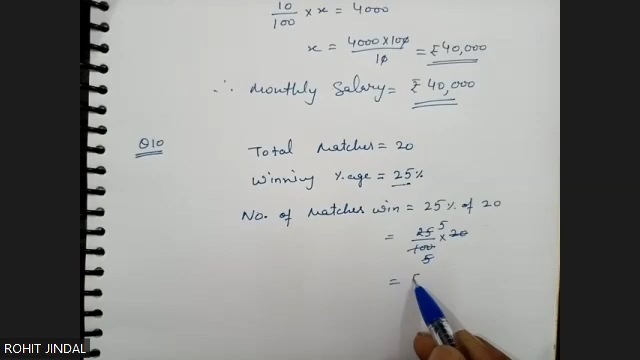 10/100 × x = 4000
x = 4000×100/10 = ₹40,000
∴ Monthly Salary = ₹40,000
Q10
Total Matches = 20
Winning %age = 25%
No. of Matches win = 25% of 20
= 25/100 × 20 5 5
=
ROHIT JINDAL